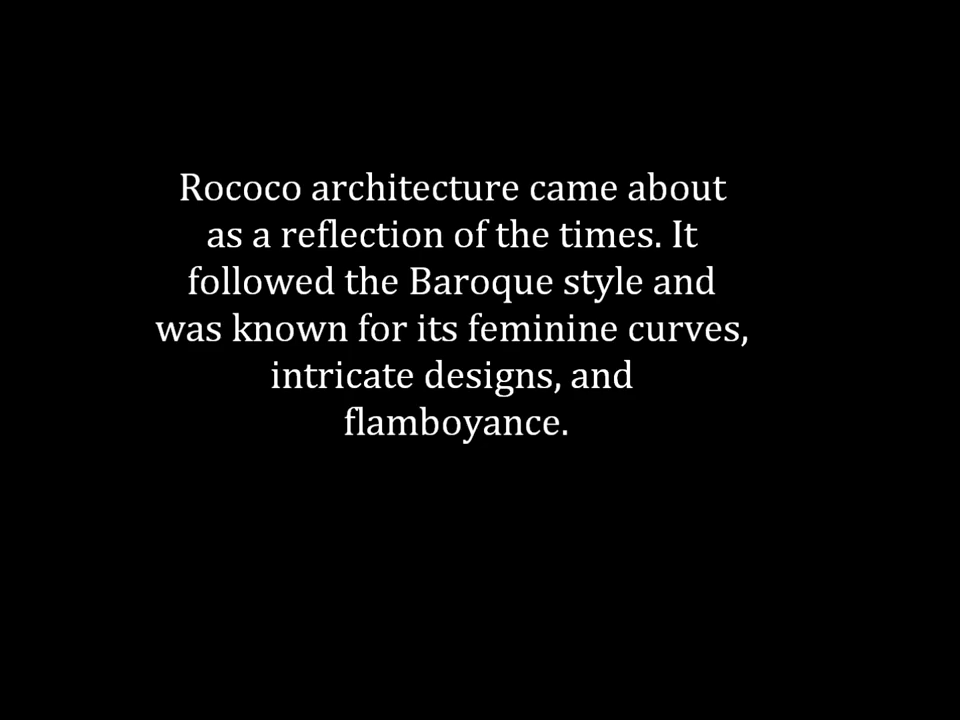 Rococo architecture came about
as a reflection of the times. It
followed the Baroque style and
was known for its feminine curves,
intricate designs, and
flamboyance.